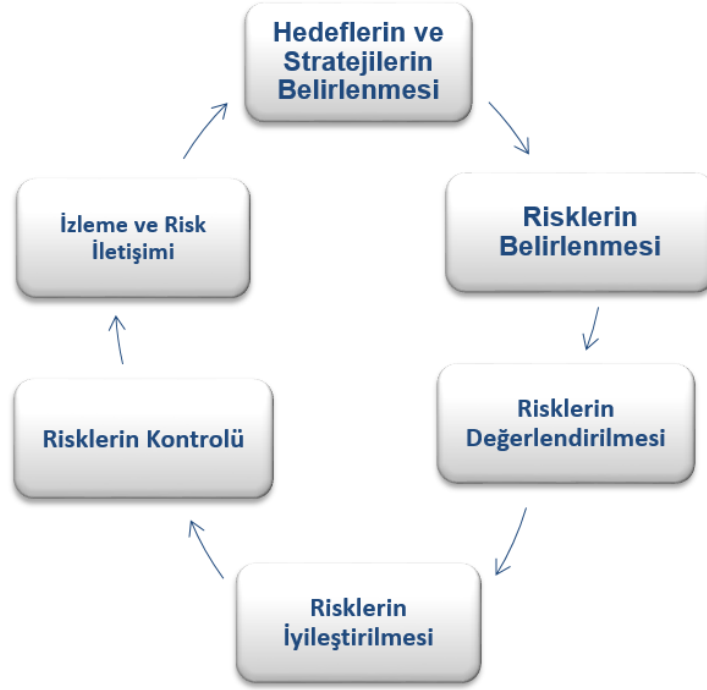 Hedeflerin ve
Stratejilerin
Belirlenmesi
Risklerin
Belirlenmesi
Risklerin
Değerlendirilmesi
Risklerin
İyileştirilmesi
Risklerin Kontrolü
İzleme ve Risk
İletişimi